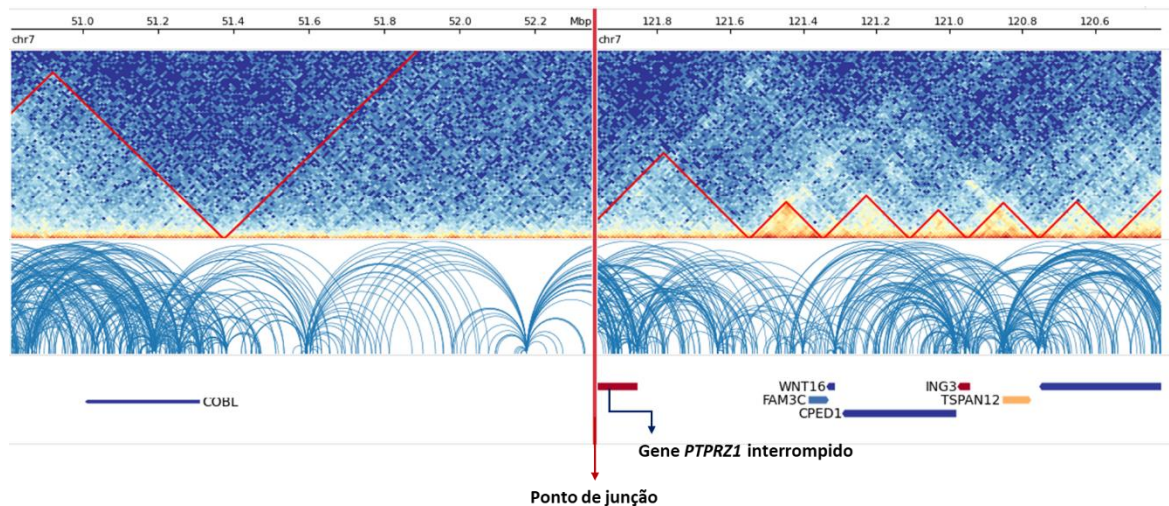 51.0 51.2 51.4 51.6 51.8 52.0 52.2 Mbp 121.8 121.6 121.4 121.2 121.0 120.8 120.6
chr7 chr7
WNT16 ING3
COBL FAM3C TSPAN12
CPED1
Gene PTPRZ1 interrompido
Ponto de junção